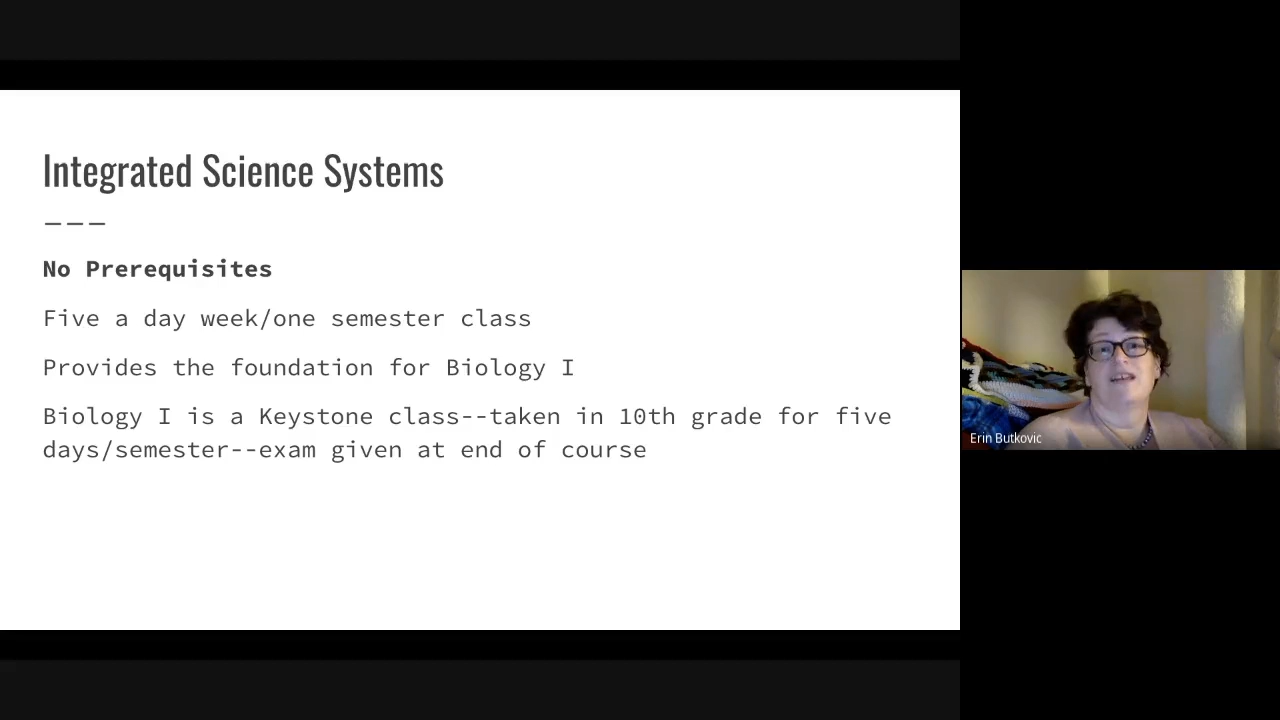 Integrated Science Systems
———
No Prerequisites
Five a day week/one semester class
Provides the foundation for Biology I
Biology I is a Keystone class--taken in 10th grade for five
days/semester--exam given at end of course
Erin Butkovic